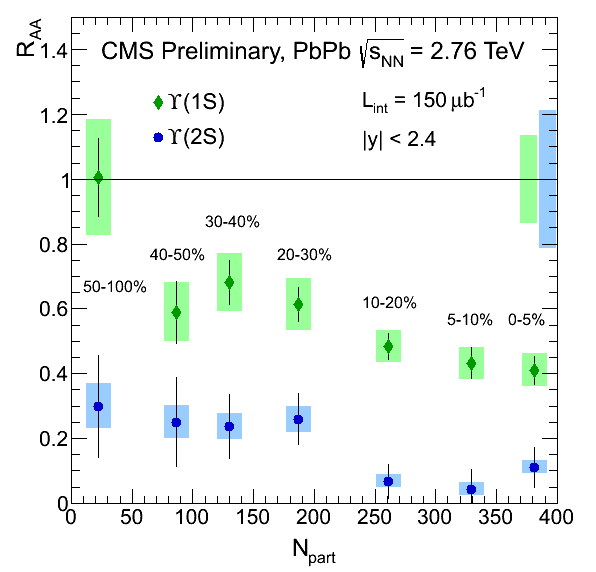 R_AA
CMS Preliminary, PbPb √s_NN = 2.76 TeV
ϒ(1S)
ϒ(2S)
L_int = 150 μb⁻¹
|y| < 2.4
50-100%
40-50%
30-40%
20-30%
10-20%
5-10%
0-5%
1.4
1.2
1
0.8
0.6
0.4
0.2
0
0 50 100 150 200 250 300 350 400
N_part